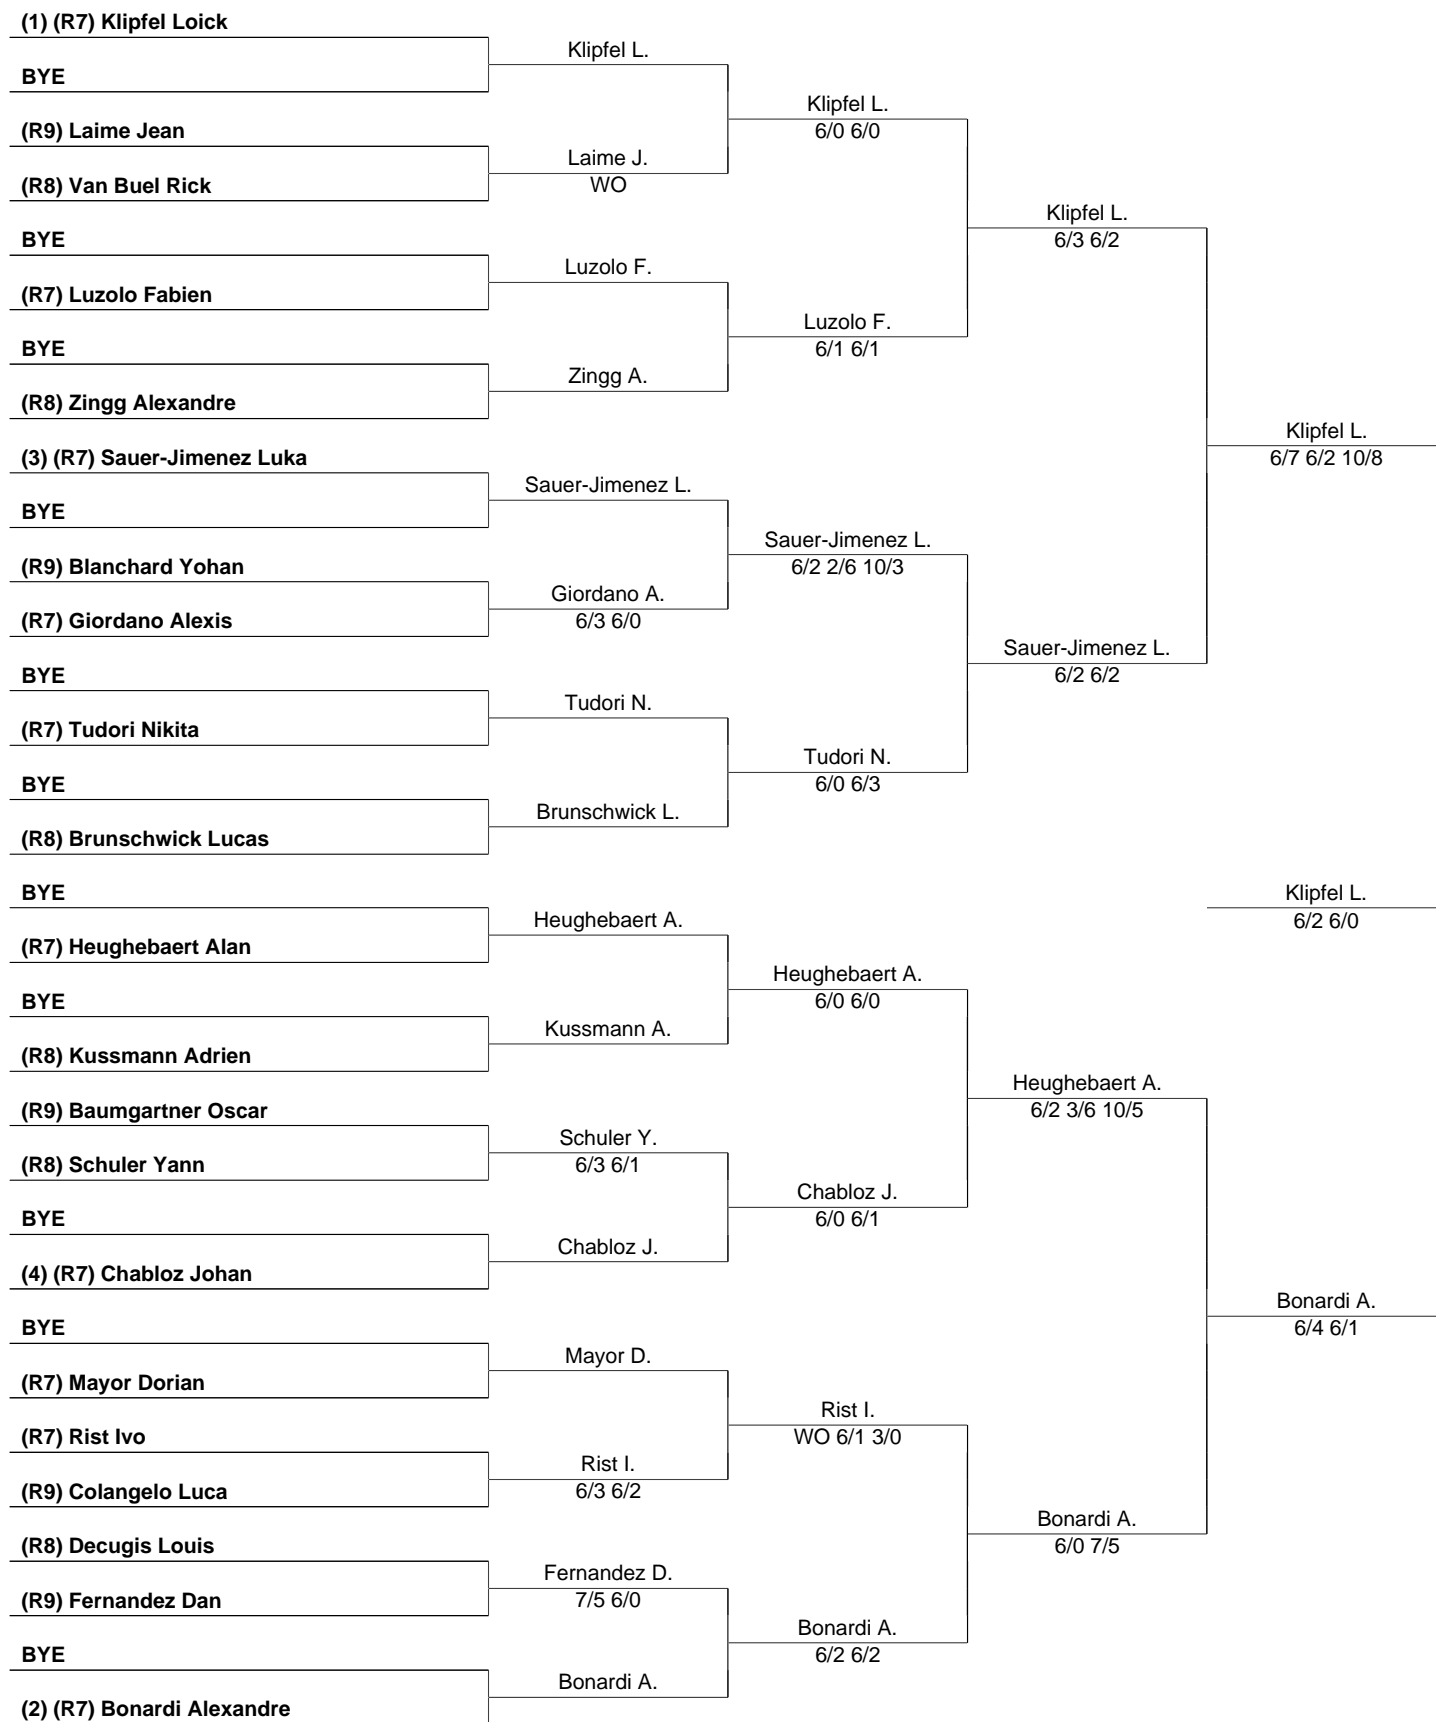 (1) (R7) Klipfel Loick
BYE
(R9) Laime Jean
(R8) Van Buel Rick
BYE
(R7) Luzolo Fabien
BYE
(R8) Zingg Alexandre
(3) (R7) Sauer-Jimenez Luka
BYE
(R9) Blanchard Yohan
(R7) Giordano Alexis
BYE
(R7) Tudori Nikita
BYE
(R8) Brunschwick Lucas
BYE
(R7) Heughebaert Alan
BYE
(R8) Kussmann Adrien
(R9) Baumgartner Oscar
(R8) Schuler Yann
BYE
(4) (R7) Chabloz Johan
BYE
(R7) Mayor Dorian
(R7) Rist Ivo
(R9) Colangelo Luca
(R8) Decugis Louis
(R9) Fernandez Dan
BYE
(2) (R7) Bonardi Alexandre
Klipfel L.
Laime J.
WO
Luzolo F.
Zingg A.
Sauer-Jimenez L.
Giordano A.
6/3 6/0
Tudori N.
Brunschwick L.
Heughebaert A.
Kussmann A.
Schuler Y.
6/3 6/1
Chabloz J.
Mayor D.
Rist I.
6/3 6/2
Fernandez D.
7/5 6/0
Bonardi A.
Klipfel L.
6/0 6/0
Luzolo F.
6/1 6/1
Sauer-Jimenez L.
6/2 2/6 10/3
Tudori N.
6/0 6/3
Heughebaert A.
6/0 6/0
Chabloz J.
6/0 6/1
Rist I.
WO 6/1 3/0
Bonardi A.
6/2 6/2
Klipfel L.
6/3 6/2
Sauer-Jimenez L.
6/2 6/2
Heughebaert A.
6/2 3/6 10/5
Bonardi A.
6/0 7/5
Klipfel L.
6/7 6/2 10/8
Klipfel L.
6/2 6/0
Bonardi A.
6/4 6/1